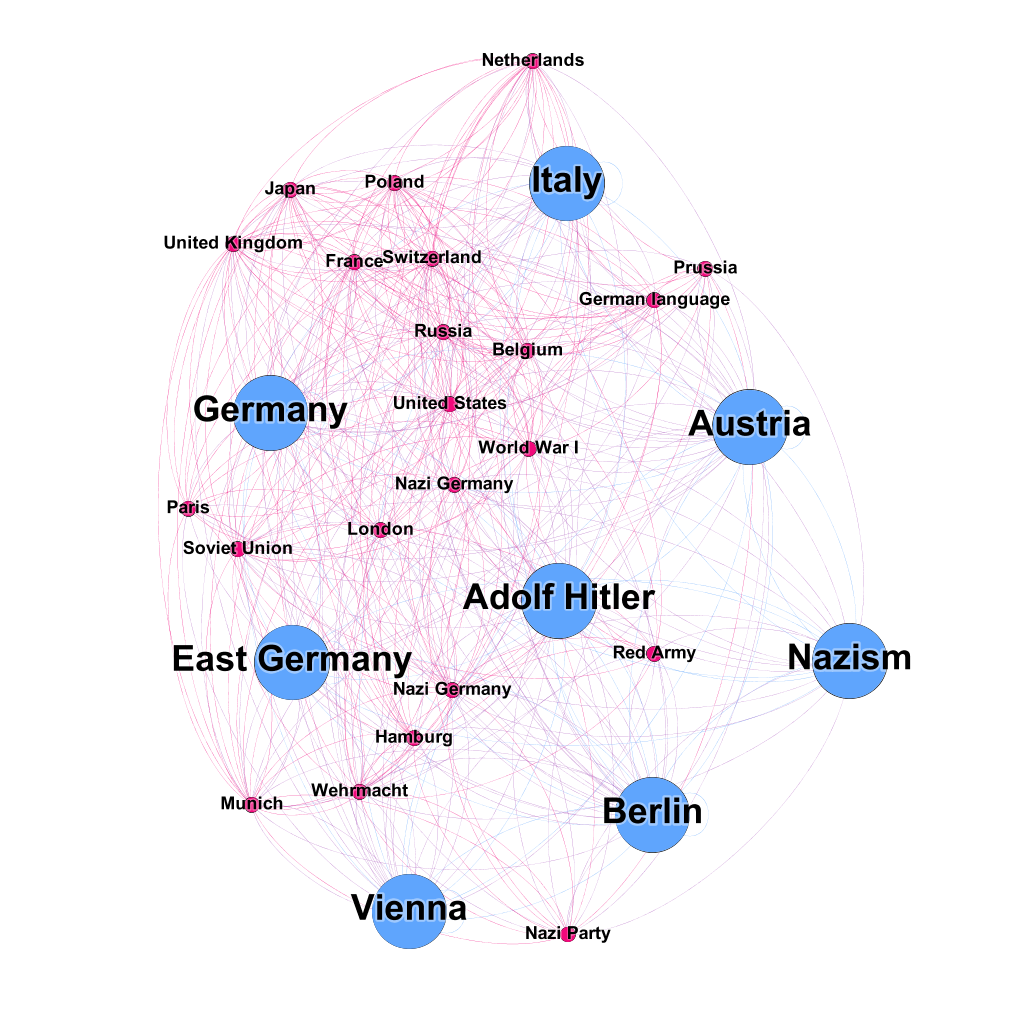 Netherlands
Italy
Japan
Poland
United Kingdom
France
Switzerland
Prussia
German language
Russia
Belgium
Germany
United States
Austria
World War I
Nazi Germany
Paris
London
Soviet Union
Adolf Hitler
East Germany
Red Army
Nazism
Nazi Germany
Hamburg
Munich
Wehrmacht
Berlin
Vienna
Nazi Party